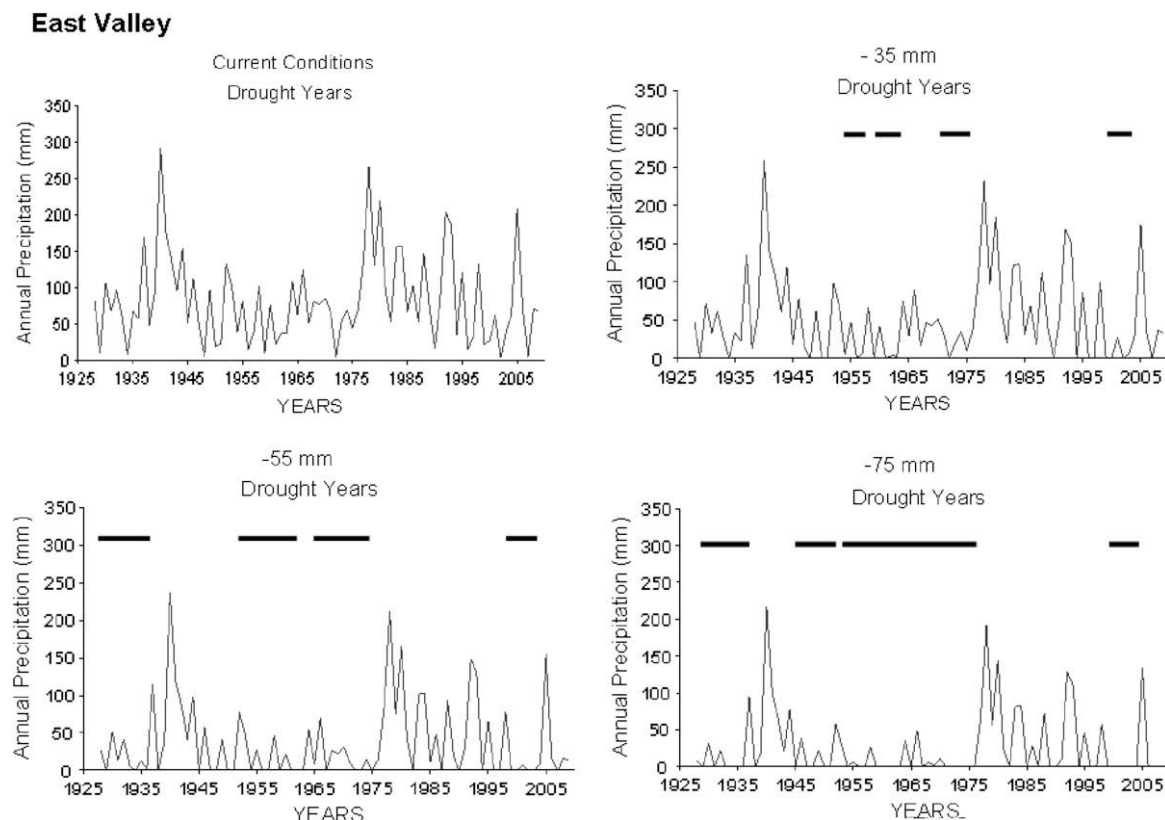 East Valley
Current Conditions
Drought Years
Annual Precipitation (mm)
350
300
250
200
150
100
50
0
1925 1935 1945 1955 1965 1975 1985 1995 2005
YEARS
- 35 mm
Drought Years
Annual Precipitation (mm)
350
300
250
200
150
100
50
0
1925 1935 1945 1955 1965 1975 1985 1995 2005
YEARS
-55 mm
Drought Years
Annual Precipitation (mm)
350
300
250
200
150
100
50
0
1925 1935 1945 1955 1965 1975 1985 1995 2005
YEARS
-75 mm
Drought Years
Annual Precipitation (mm)
350
300
250
200
150
100
50
0
1925 1935 1945 1955 1965 1975 1985 1995 2005
YEARS